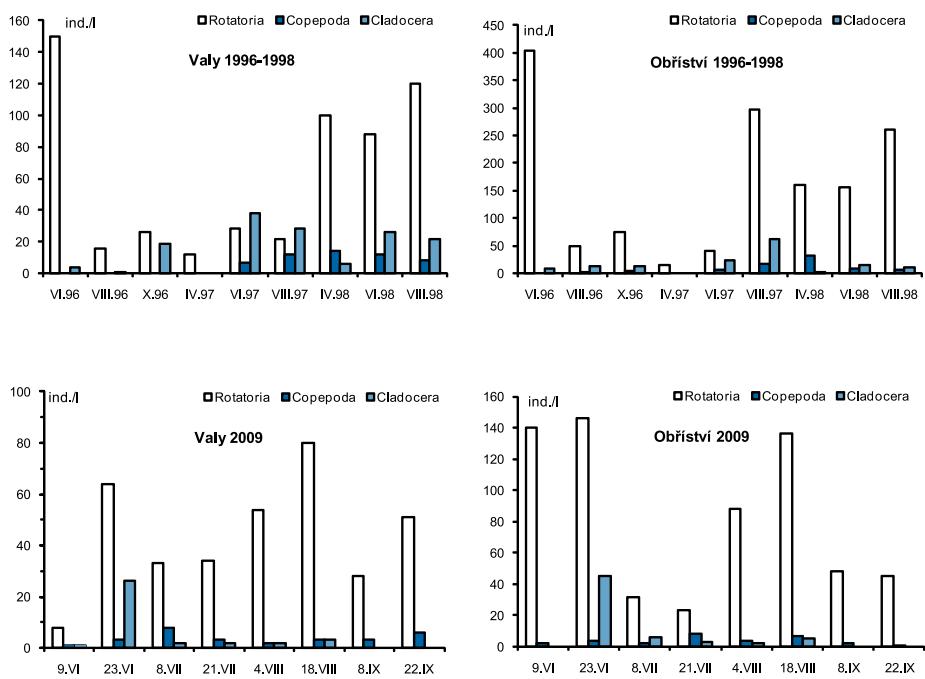 ind./l
Rotatoria Copepoda Cladocera
Valy 1996-1998
160
140
120
100
80
60
40
20
0
VI.96 VIII.96 X.96 IV.97 VI.97 VIII.97 IV.98 VI.98 VIII.98
ind./l
Rotatoria Copepoda Cladocera
Obříství 1996-1998
450
400
350
300
250
200
150
100
50
0
VI.96 VIII.96 X.96 IV.97 VI.97 VIII.97 IV.98 VI.98 VIII.98
ind./l
Rotatoria Copepoda Cladocera
Valy 2009
100
80
60
40
20
0
9.VI 23.VI 8.VII 21.VII 4.VIII 18.VIII 8.IX 22.IX
ind./l
Rotatoria Copepoda Cladocera
Obříství 2009
160
140
120
100
80
60
40
20
0
9.VI 23.VI 8.VII 21.VII 4.VIII 18.VIII 8.IX 22.IX